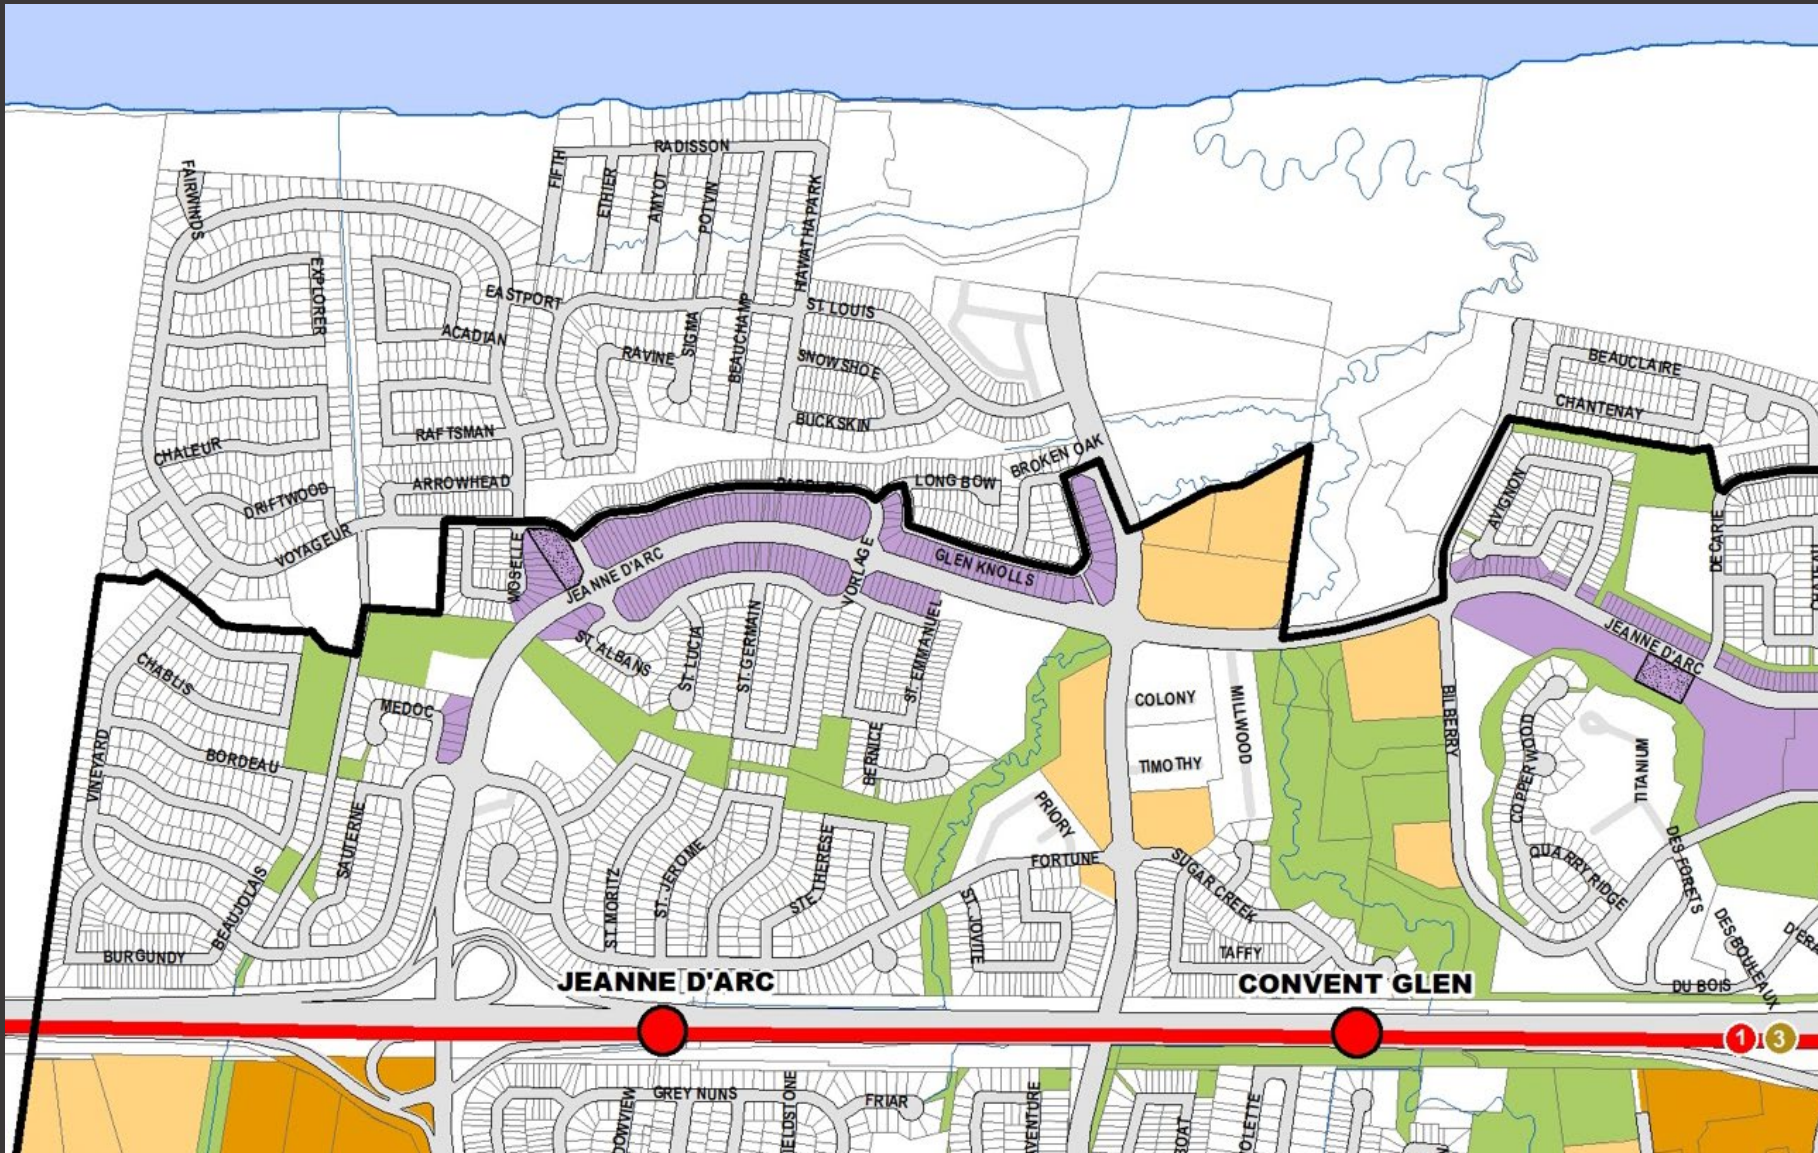 RADISSON
FAIRWINDS
FIFTH
ETHIER
AMYOT
POTVIN
HIAWATHA PARK
EXPLORER
EASTPORT
ST. LOUIS
ACADIAN
RAVINE
SIGMA
BEAUCHAMP
SNOWSHOE
BEAUCLAIRE
CHANTENAY
BUCKSKIN
RAFTSMAN
CHALEUR
BROKEN OAK
ARROWHEAD
LONG BOW
DRIFTWOOD
AVIGNON
VOYAGEUR
MOSELLE
DECARIE
JEANNE D'ARC
VORLAGE
GLEN KNOLLS
ST. ALBANS
ST. LUCIA
ST. GERMAIN
ST. EMMANUEL
JEANNE D'ARC
CHABLIS
MEDOC
COLONY
MILLWOOD
BILBERRY
VINEYARD
BORDEAU
BERNICE
TIMOTHY
COPPERWOOD
TITANIUM
SAUTERNE
PRIORY
FORTUNE
SUGAR CREEK
QUARRY RIDGE
DES FORETS
ST. MORITZ
ST. JEROME
STE THERESE
BEAUJOLAIS
ST. JOVITE
DES BOULEAUX
BURGUNDY
TAFFY
DU BOIS
JEANNE D'ARC
CONVENT GLEN
1
3
GREY NUNS
FRIAR